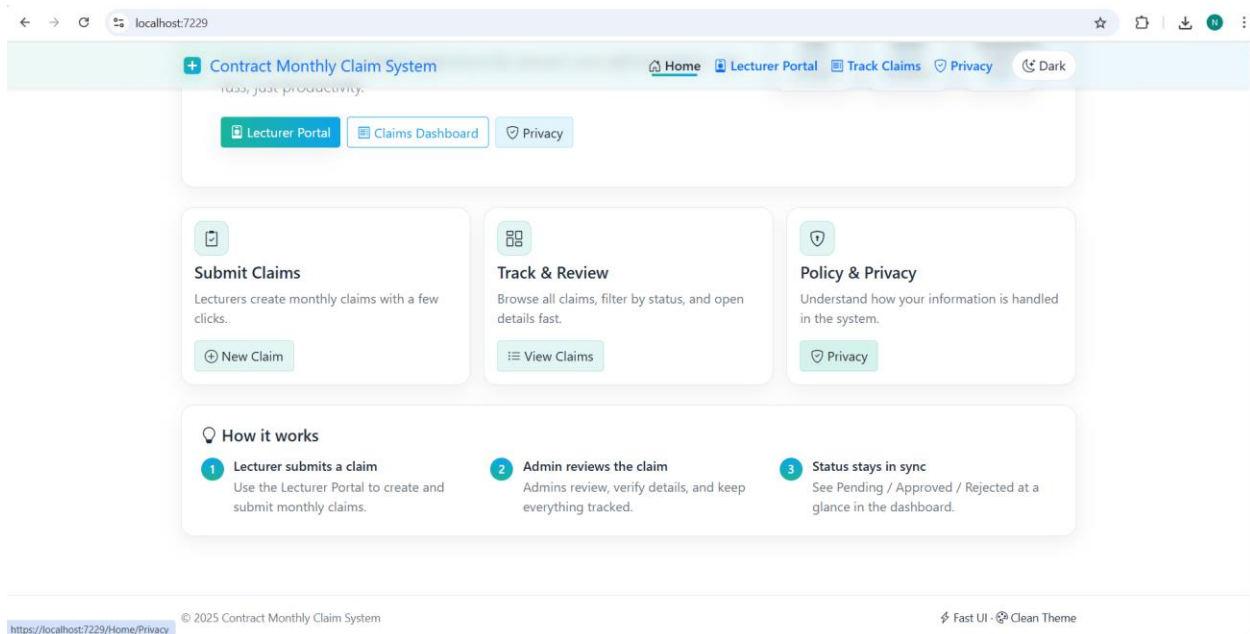 localhost:7229
Contract Monthly Claim System
Home Lecturer Portal Track Claims Privacy Dark
fuss, just productivity.
Lecturer Portal Claims Dashboard Privacy
Submit Claims
Lecturers create monthly claims with a few
clicks.
New Claim
Track & Review
Browse all claims, filter by status, and open
details fast.
View Claims
Policy & Privacy
Understand how your information is handled
in the system.
Privacy
How it works
1 Lecturer submits a claim
Use the Lecturer Portal to create and
submit monthly claims.
2 Admin reviews the claim
Admins review, verify details, and keep
everything tracked.
3 Status stays in sync
See Pending / Approved / Rejected at a
glance in the dashboard.
© 2025 Contract Monthly Claim System
Fast UI · Clean Theme
https://localhost:7229/Home/Privacy
N